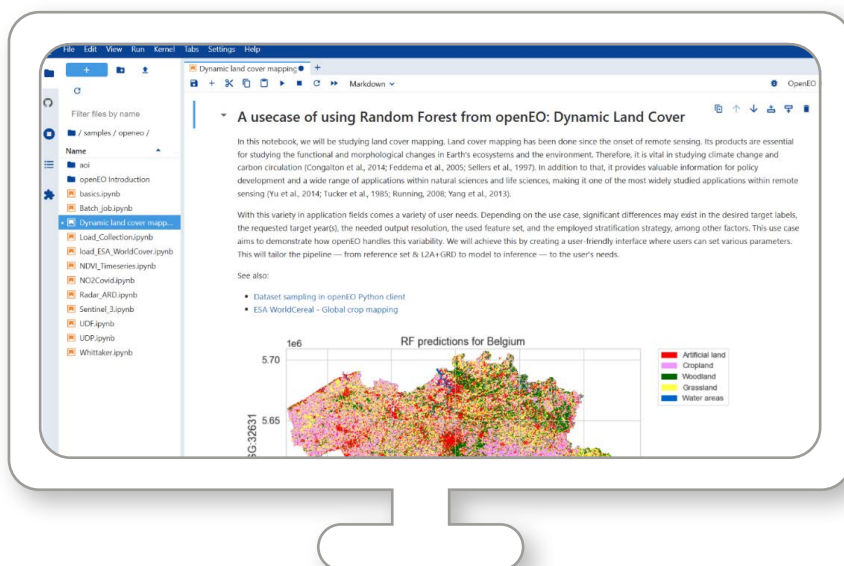 File Edit View Run Kernel Tabs Settings Help
Dynamic land cover mapping
Markdown
OpenEO
Filter files by name
/ samples / openeo /
Name
aoi
openEO Introduction
basics.ipynb
Batch_job.ipynb
Dynamic land cover mapp...
Load_Collection.ipynb
load_ESA_WorldCover.ipynb
NDVI_Timeseries.ipynb
NO2Covid.ipynb
Radar_ARD.ipynb
Sentinel_3.ipynb
UDF.ipynb
UDP.ipynb
Whittaker.ipynb
A usecase of using Random Forest from openEO: Dynamic Land Cover
In this notebook, we will be studying land cover mapping. Land cover mapping has been done since the onset of remote sensing. Its products are essential
for studying the functional and morphological changes in Earth's ecosystems and the environment. Therefore, it is vital in studying climate change and
carbon circulation (Congalton et al., 2014; Feddema et al., 2005; Sellers et al., 1997). In addition to that, it provides valuable information for policy
development and a wide range of applications within natural sciences and life sciences, making it one of the most widely studied applications within remote
sensing (Yu et al., 2014; Tucker et al., 1985; Running, 2008; Yang et al., 2013).
With this variety in application fields comes a variety of user needs. Depending on the use case, significant differences may exist in the desired target labels,
the requested target year(s), the needed output resolution, the used feature set, and the employed stratification strategy, among other factors. This use case
aims to demonstrate how openEO handles this variability. We will achieve this by creating a user-friendly interface where users can set various parameters.
This will tailor the pipeline — from reference set & L2A+GRD to model to inference — to the user's needs.
See also:
• Dataset sampling in openEO Python client
• ESA WorldCereal - Global crop mapping
RF predictions for Belgium
1e6
5.70
5.65
SG:32631
Artificial land
Cropland
Woodland
Grassland
Water areas